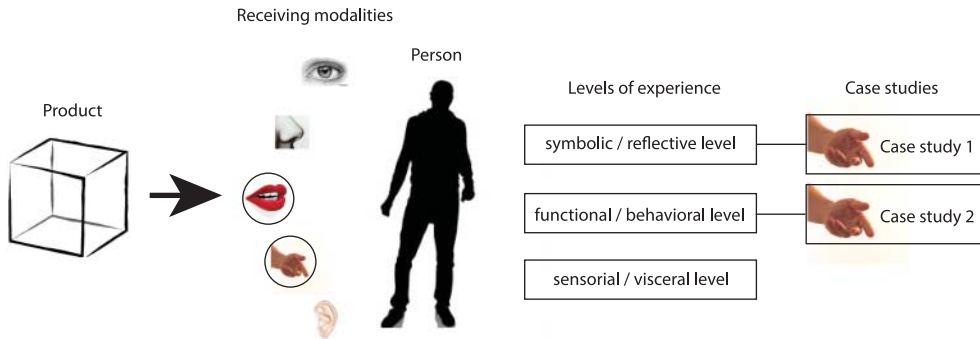 Receiving modalities
Person
Product
Levels of experience
Case studies
symbolic / reflective level
Case study 1
functional / behavioral level
Case study 2
sensorial / visceral level